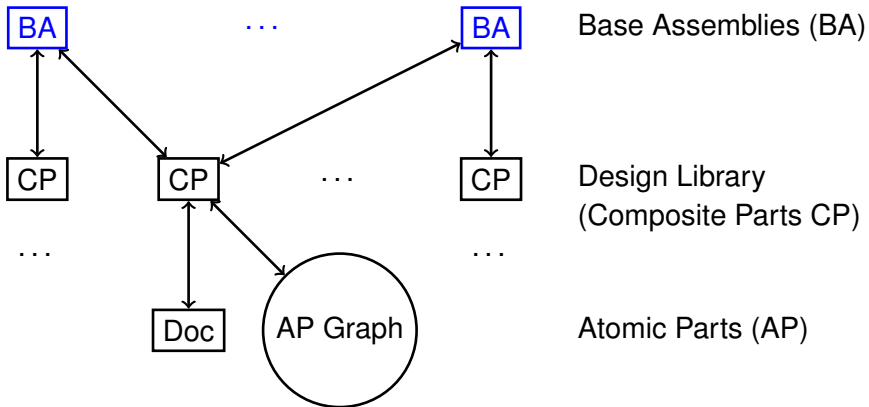 BA ... BA Base Assemblies (BA)
CP CP ... CP Design Library
(Composite Parts CP)
... ...
Doc AP Graph Atomic Parts (AP)